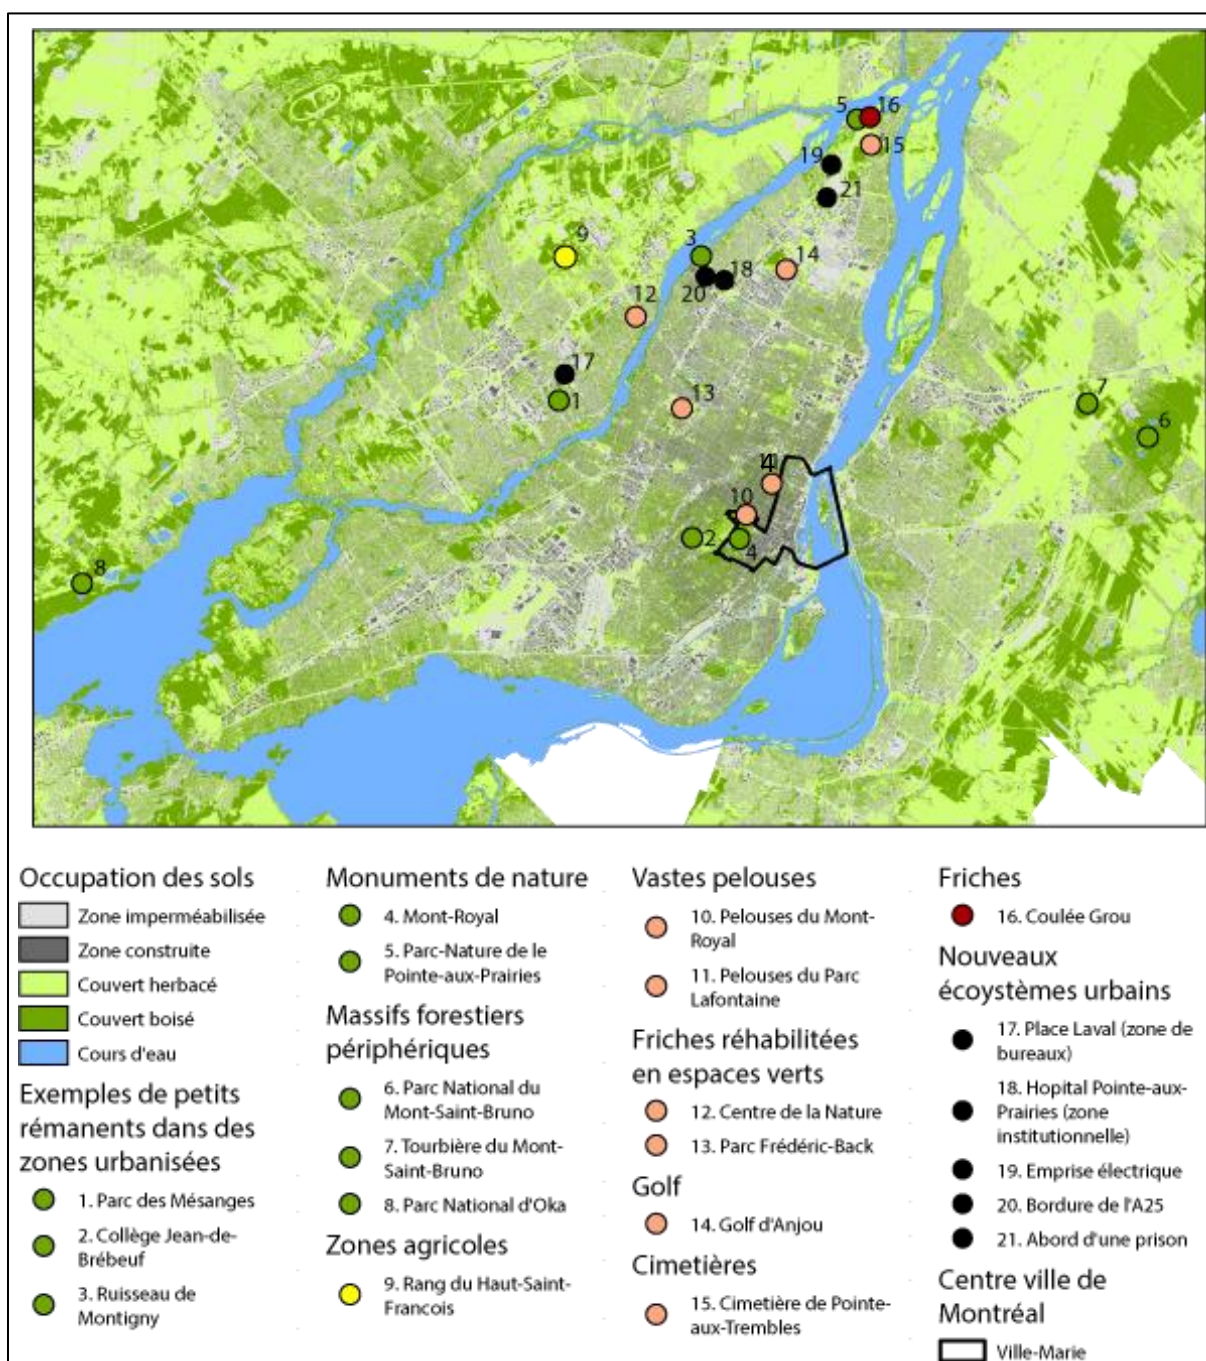 5
16
15
19
21
9
3
14
18
20
12
17
1
13
7
6
4
10
2
4
8
Occupation des sols
Zone imperméabilisée
Zone construite
Couvert herbacé
Couvert boisé
Cours d'eau
Exemples de petits
rémanents dans des
zones urbanisées
1. Parc des Mésanges
2. Collège Jean-de-
Brébeuf
3. Ruisseau de
Montigny
Monuments de nature
4. Mont-Royal
5. Parc-Nature de le
Pointe-aux-Prairies
Massifs forestiers
périphériques
6. Parc National du
Mont-Saint-Bruno
7. Tourbière du Mont-
Saint-Bruno
8. Parc National d'Oka
Zones agricoles
9. Rang du Haut-Saint-
Francois
Vastes pelouses
10. Pelouses du Mont-
Royal
11. Pelouses du Parc
Lafontaine
Friches réhabilitées
en espaces verts
12. Centre de la Nature
13. Parc Frédéric-Back
Golf
14. Golf d'Anjou
Cimetières
15. Cimetière de Pointe-
aux-Trembles
Friches
16. Coulée Grou
Nouveaux
écoystèmes urbains
17. Place Laval (zone de
bureaux)
18. Hopital Pointe-aux-
Prairies (zone
institutionnelle)
19. Emprise électrique
20. Bordure de l'A25
21. Abord d'une prison
Centre ville de
Montréal
Ville-Marie